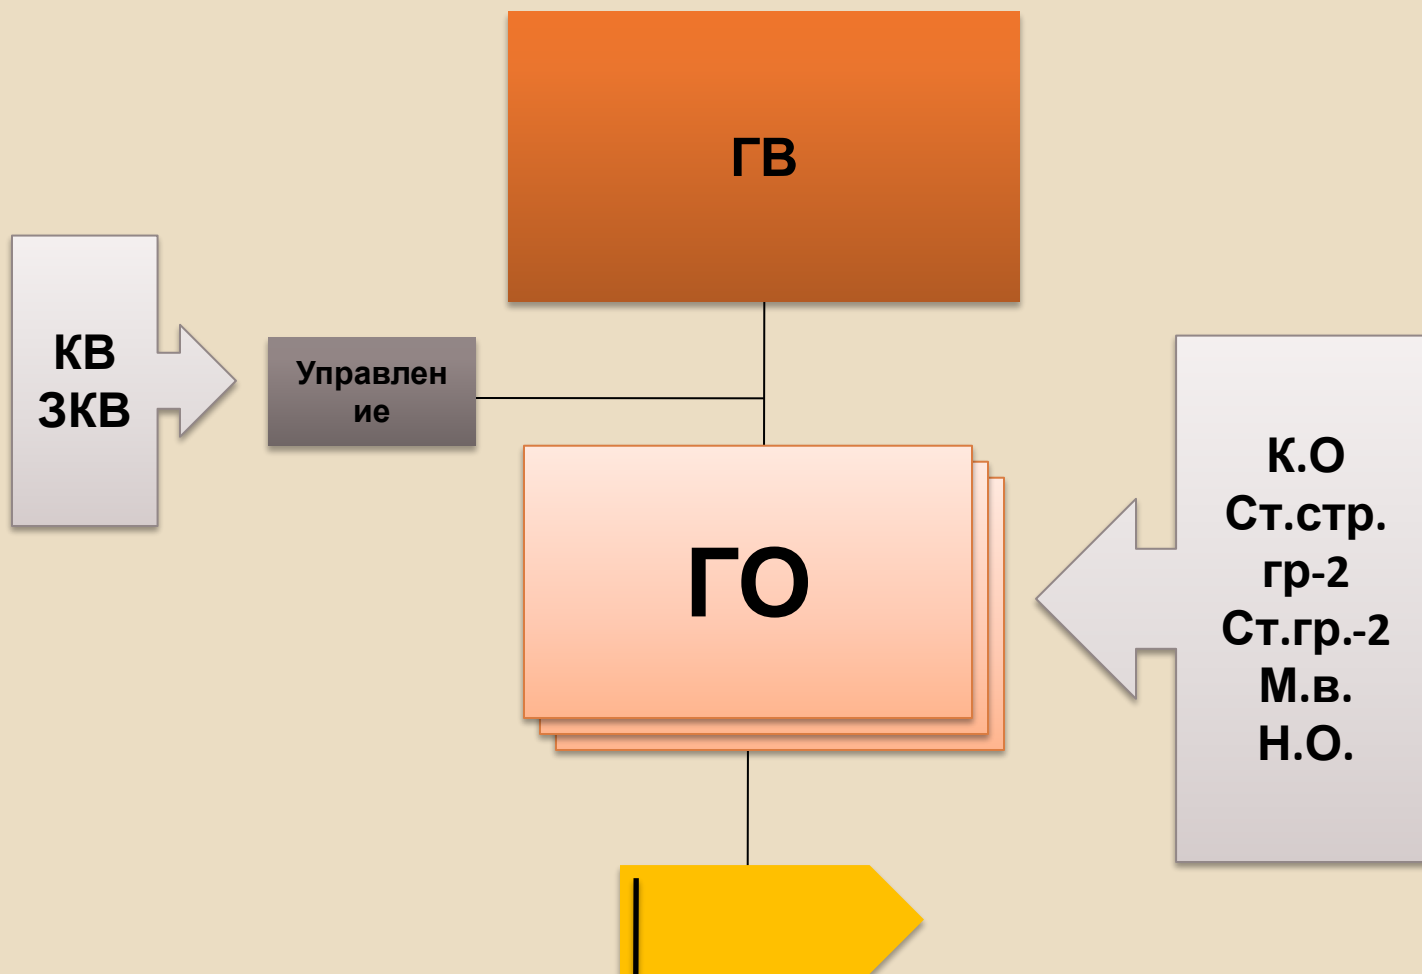 ГВ
КВ
ЗКВ
Управлен
ие
ГО
К.О
Ст.стр.
гр-2
Ст.гр.-2
М.в.
Н.О.